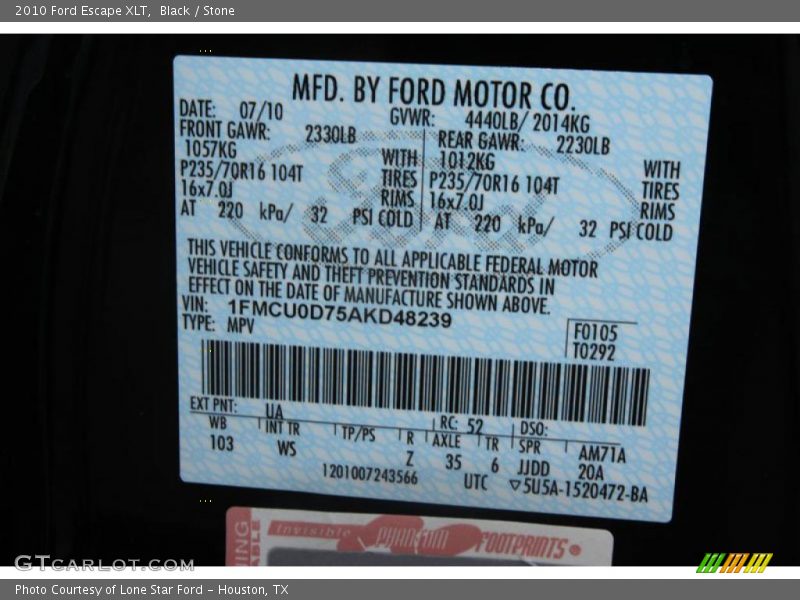 2010 Ford Escape XLT, Black / Stone
MFD. BY FORD MOTOR CO.
DATE: 07/10 GVWR: 4440LB/ 2014KG
FRONT GAWR: 2330LB REAR GAWR: 2230LB
1057KG WITH 1012KG WITH
P235/70R16 104T TIRES P235/70R16 104T TIRES
16x7.0J RIMS 16x7.0J RIMS
AT 220 kPa/ 32 PSI COLD AT 220 kPa/ 32 PSI COLD
THIS VEHICLE CONFORMS TO ALL APPLICABLE FEDERAL MOTOR
VEHICLE SAFETY AND THEFT PREVENTION STANDARDS IN
EFFECT ON THE DATE OF MANUFACTURE SHOWN ABOVE.
VIN: 1FMCU0D75AKD48239
TYPE: MPV
F0105
T0292
EXT PNT: UA RC: 52 DSO:
WB INT TR TP/PS R AXLE TR SPR AM71A
103 WS Z 35 6 JJDD 20A
1201007243566 UTC ▽5U5A-1520472-BA
Invisible PHANTOM FOOTPRINTS
GTCARLOT.COM
Photo Courtesy of Lone Star Ford - Houston, TX